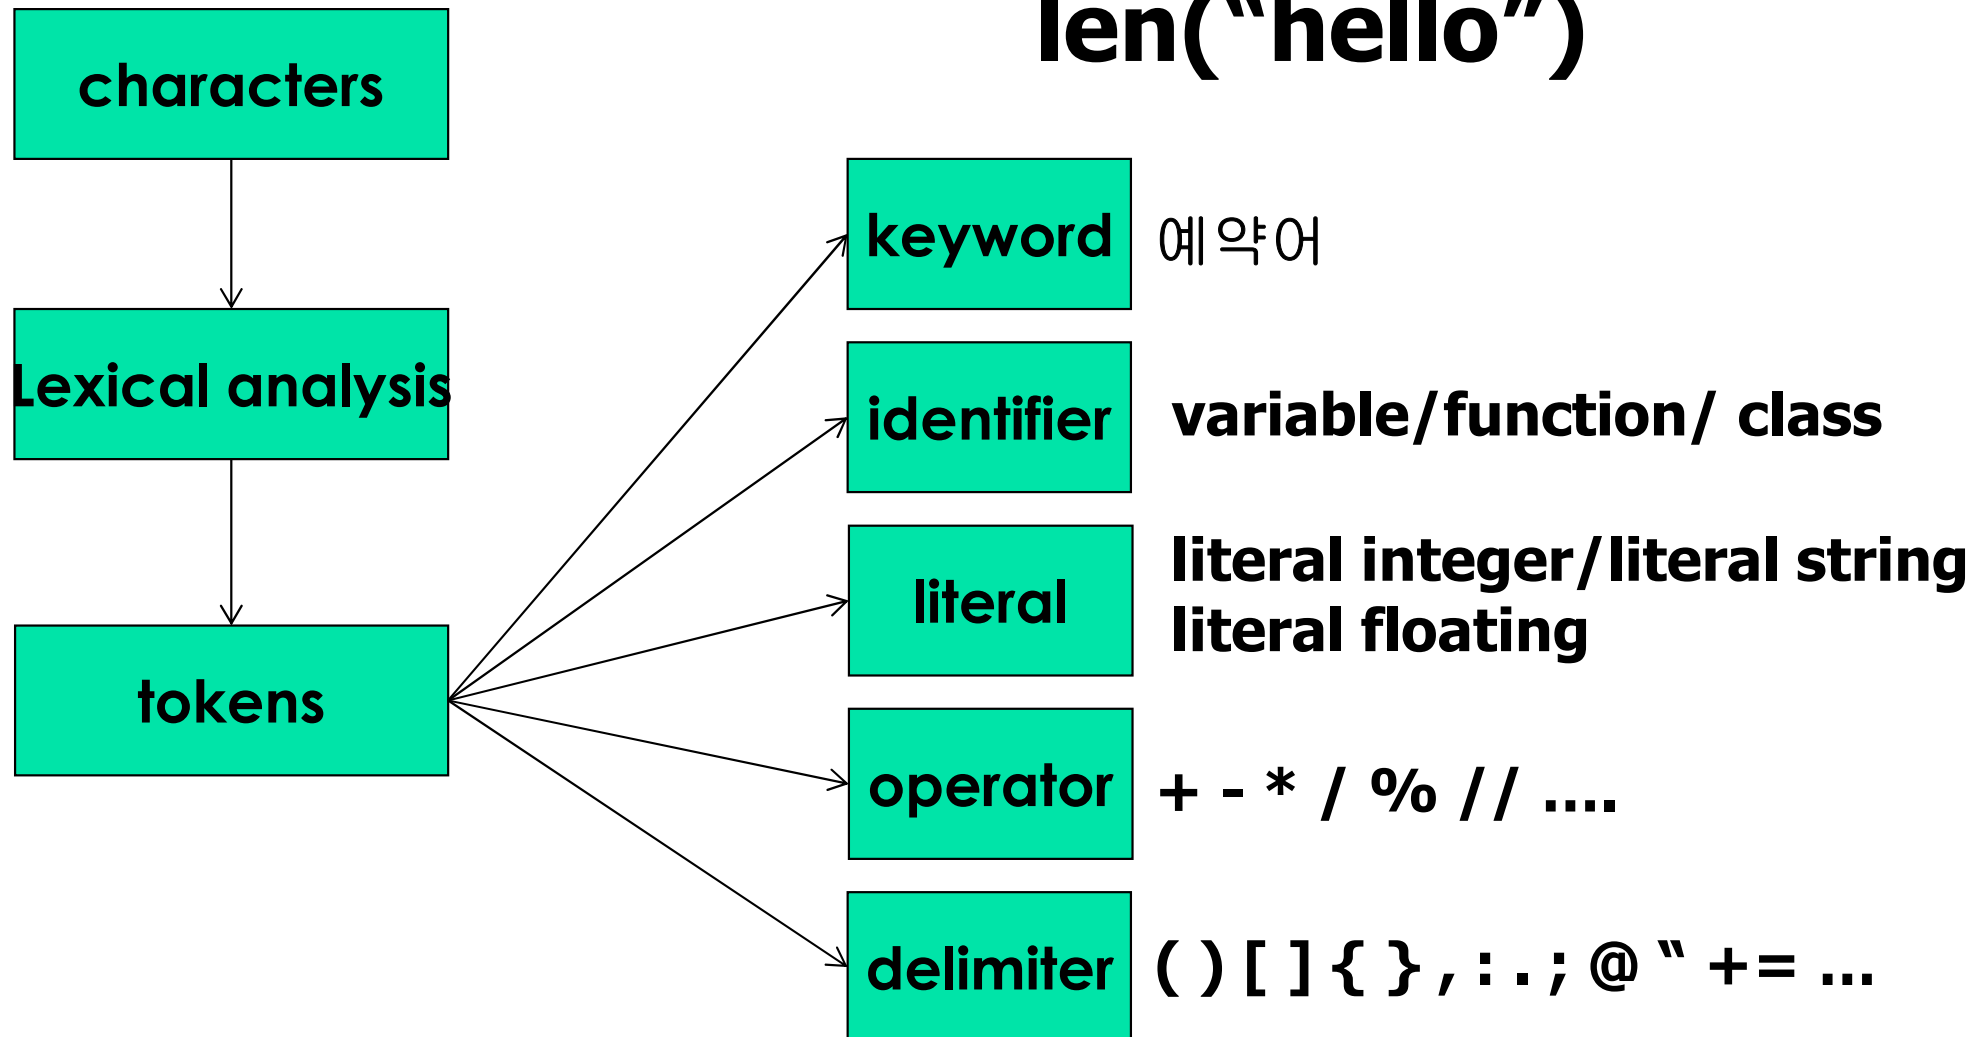 len(“hello”)
characters
keyword
예약어
Lexical analysis
identifier
variable/function/ class
literal
literal integer/literal string
literal floating
tokens
operator
+ - * / % // ....
delimiter
( ) [ ] { } , : . ; @ “ += ...